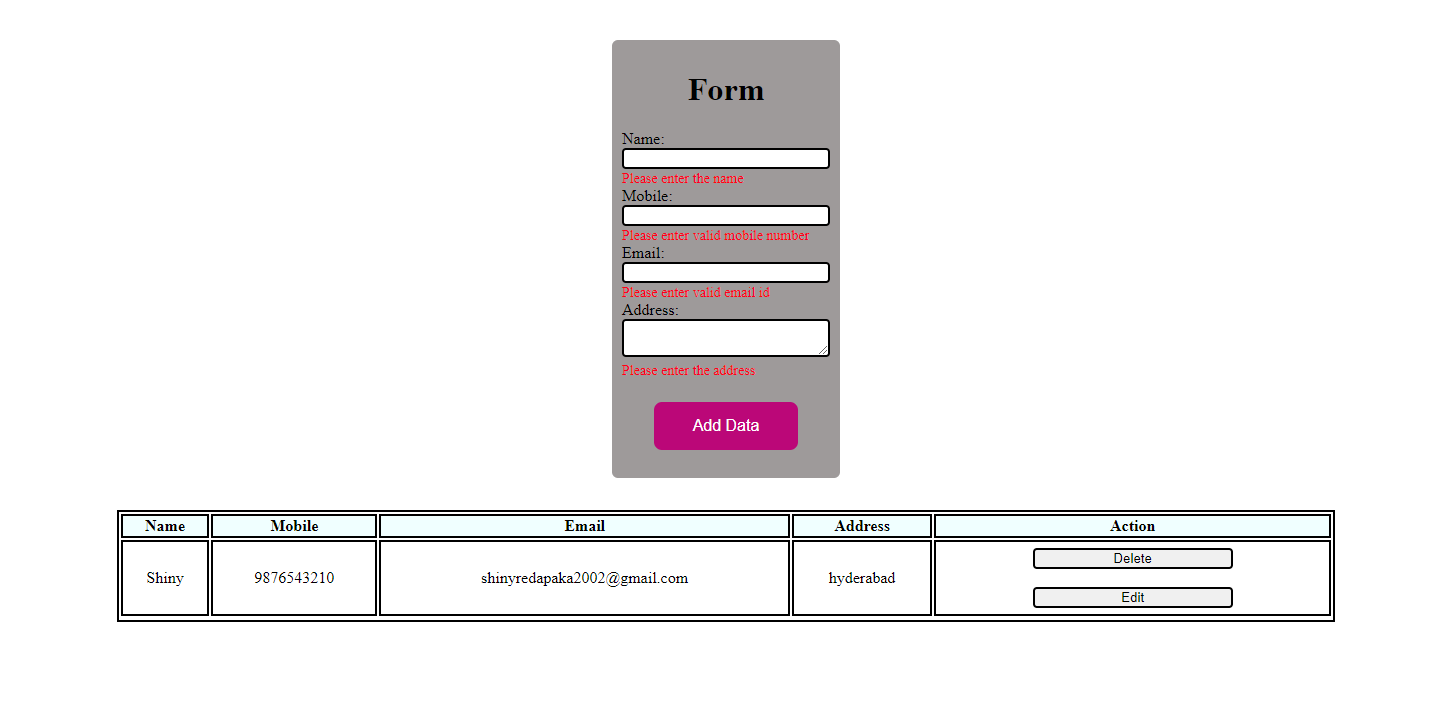 Form
Name:
Please enter the name
Mobile:
Please enter valid mobile number
Email:
Please enter valid email id
Address:
Please enter the address
Add Data
Name Mobile Email Address Action
Shiny 9876543210 shinyredapaka2002@gmail.com hyderabad Delete
Edit